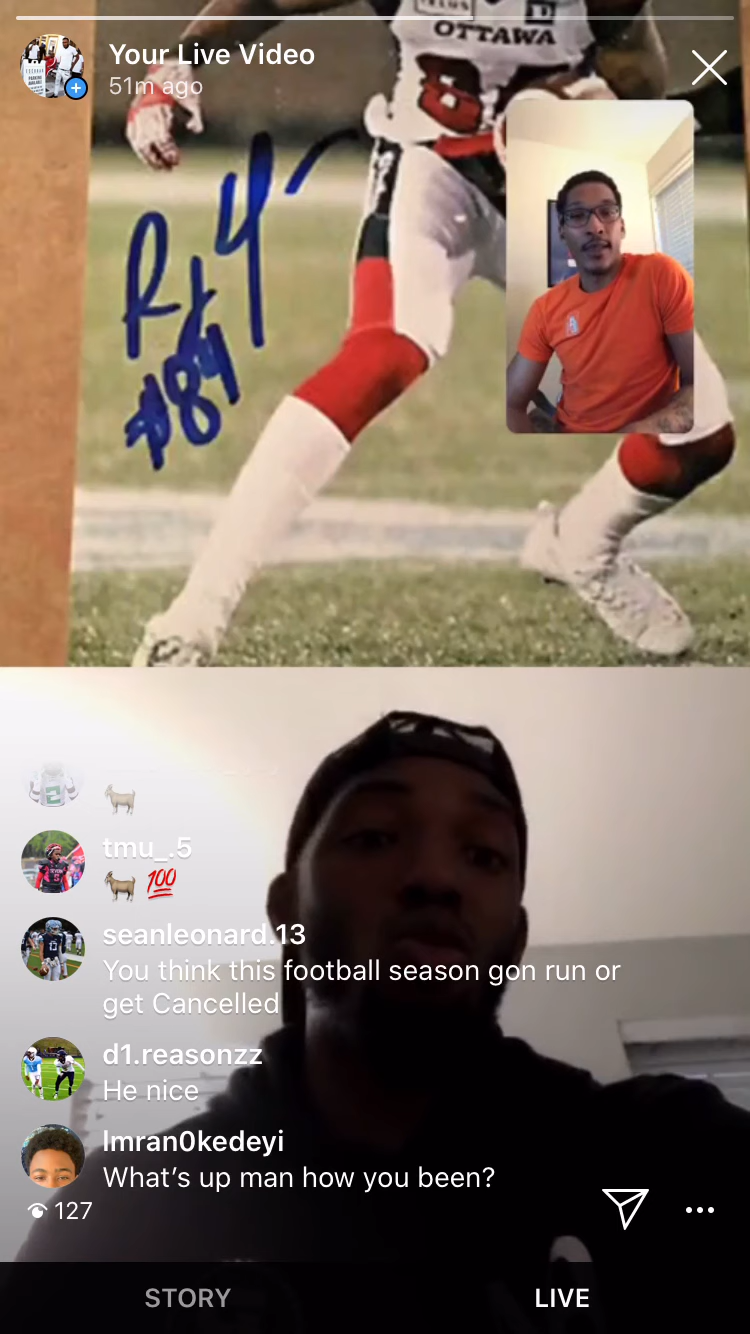 OTTAWA
Your Live Video
51m ago
#84
tmu_.5
seanleonard.13
You think this football season gon run or
get Cancelled
d1.reasonzz
He nice
Imran0kedeyi
What's up man how you been?
127
STORY
LIVE